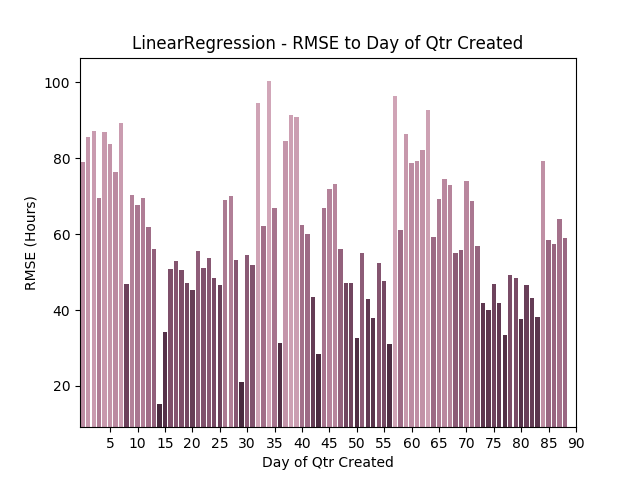 LinearRegression - RMSE to Day of Qtr Created
100
80
60
40
20
RMSE (Hours)
5 10 15 20 25 30 35 40 45 50 55 60 65 70 75 80 85 90
Day of Qtr Created